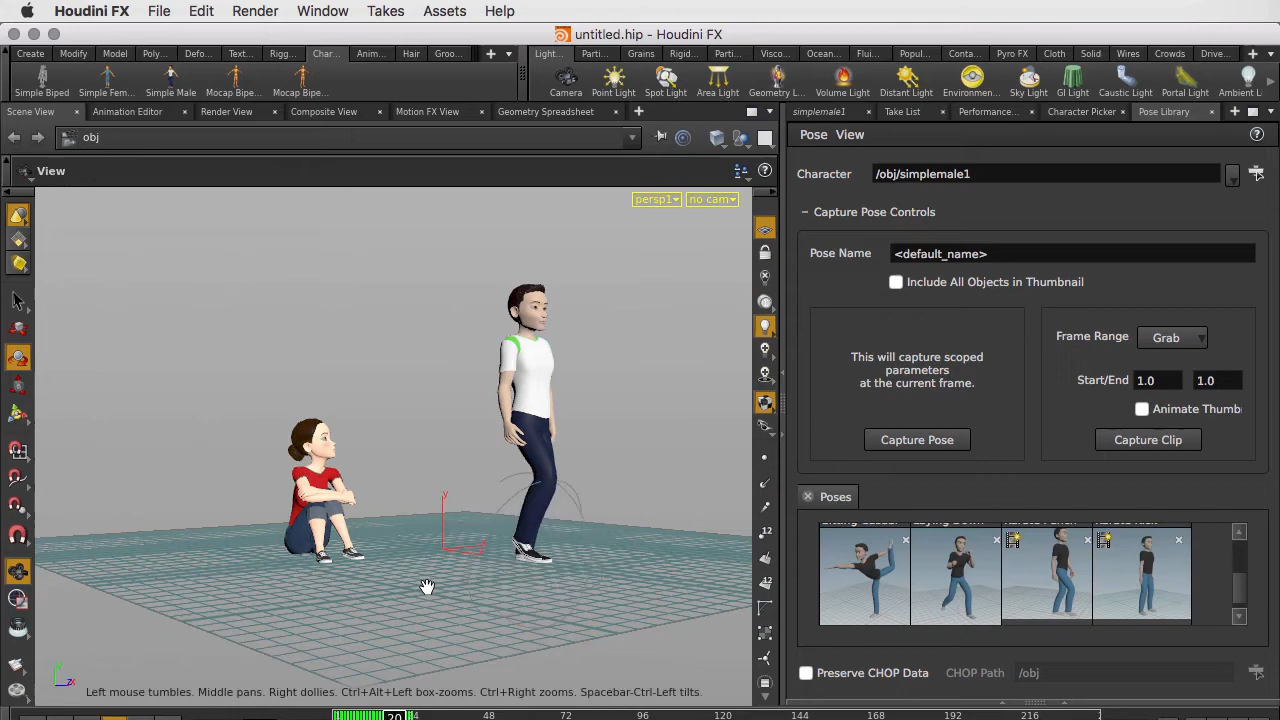 Houdini FX File Edit Render Window Takes Assets Help
untitled.hip - Houdini FX
Create Modify Model Poly... Defo... Text... Rigg... Char... Anim... Hair Groo...
Light... Parti... Grains Rigid... Parti... Visco... Ocean... Flui... Popul... Conta... Pyro FX Cloth Solid Wires Crowds Drive...
Simple Biped Simple Fem... Simple Male Mocap Bipe... Mocap Bipe...
Camera Point Light Spot Light Area Light Geometry L... Volume Light Distant Light Environmen... Sky Light GI Light Caustic Light Portal Light Ambient L
Scene View Animation Editor Render View Composite View Motion FX View Geometry Spreadsheet
simplemale1 Take List Performance... Character Picker Pose Library
obj
Pose View
View
persp1 no cam
Character /obj/simplemale1
Capture Pose Controls
Pose Name <default_name>
Include All Objects in Thumbnail
This will capture scoped
parameters
at the current frame.
Capture Pose
Frame Range Grab
Start/End 1.0 1.0
Animate Thumb
Capture Clip
Poses
Preserve CHOP Data CHOP Path /obj
y
y
zx
12
12
Left mouse tumbles. Middle pans. Right dollies. Ctrl+Alt+Left box-zooms. Ctrl+Right zooms. Spacebar-Ctrl-Left tilts.
20 48 72 96 120 144 168 192 216